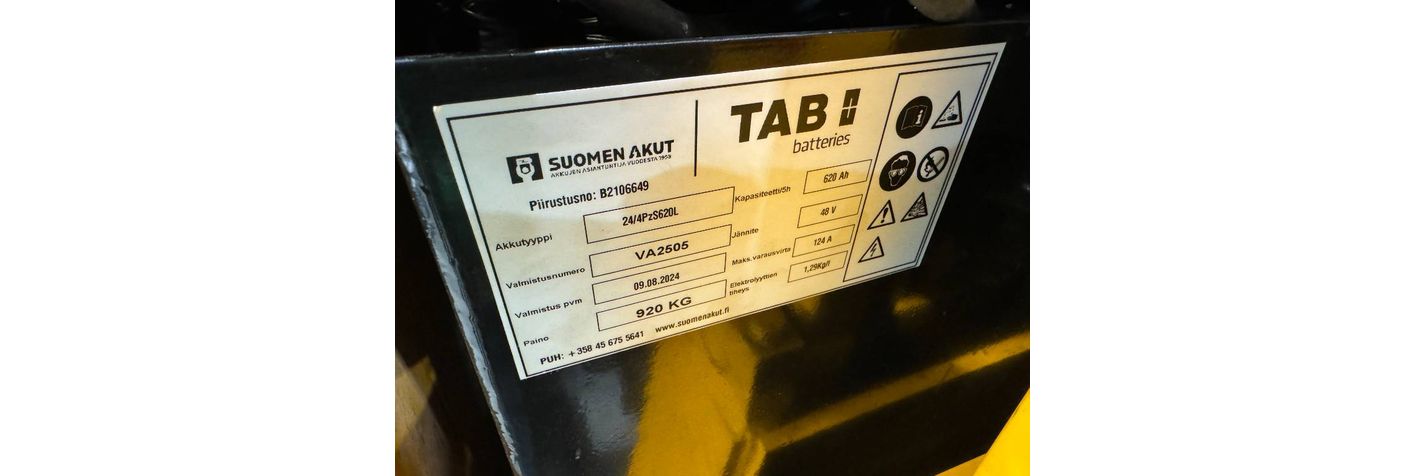 SUOMEN AKUT
AKKUJEN ASIANTUNTIJA VUODESTA 1958
TAB
batteries
Piirustusno: B2106649
Akkutyyppi 24/4PzS620L
Valmistusnumero VA2505
Valmistus pvm 09.08.2024
Paino 920 KG
Kapasiteetti/5h 620 Ah
Jännite 48 V
Maks.varausvirta 124 A
Elektrolyyttien
tiheys 1,29Kg/l
PUH: +358 45 675 5641 www.suomenakut.fi